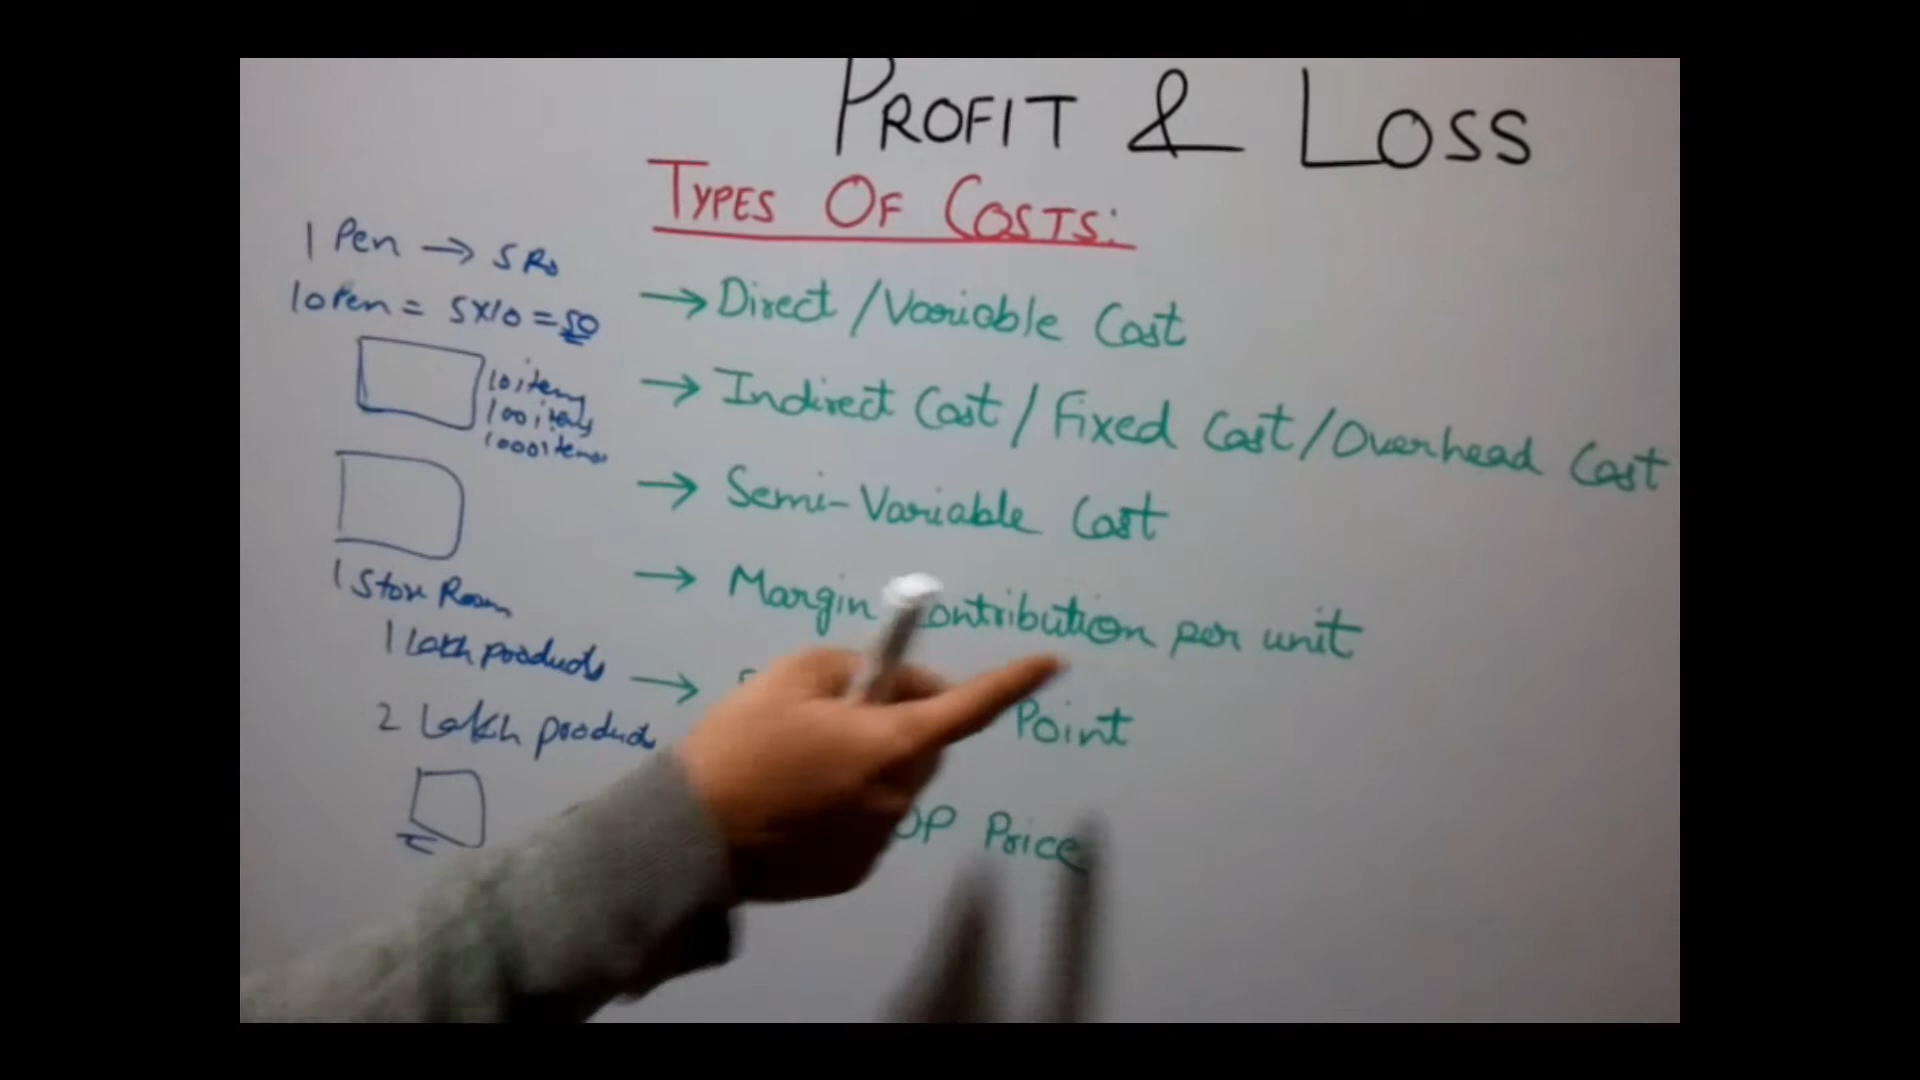 PROFIT & LOSS
TYPES OF COSTS:
1 Pen → 5 Rs
10 Pen = 5x10 = 50
10 items
100 items
1000 items
1 Store Room
1 Lakh products
2 Lakh products
→ Direct / Variable Cost
→ Indirect Cost / Fixed Cost / Overhead Cost
→ Semi-Variable Cost
→ Margin Contribution per unit
→ Point
OP Price